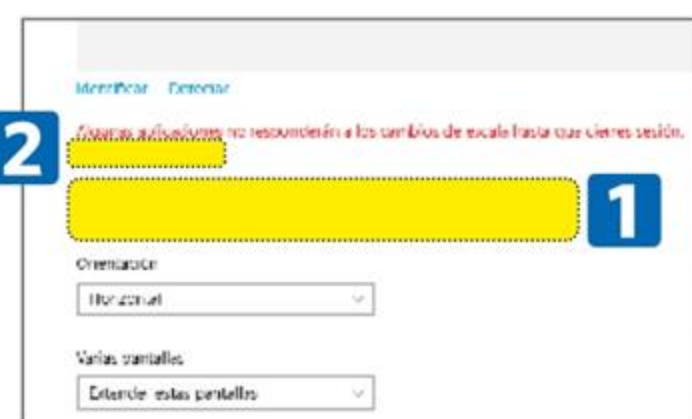 Identificar Detectar
2
Algunas aplicaciones no responderán a los cambios de escala hasta que cierres sesión.
1
Orientación
Horizontal
Varias pantallas
Extender estas pantallas